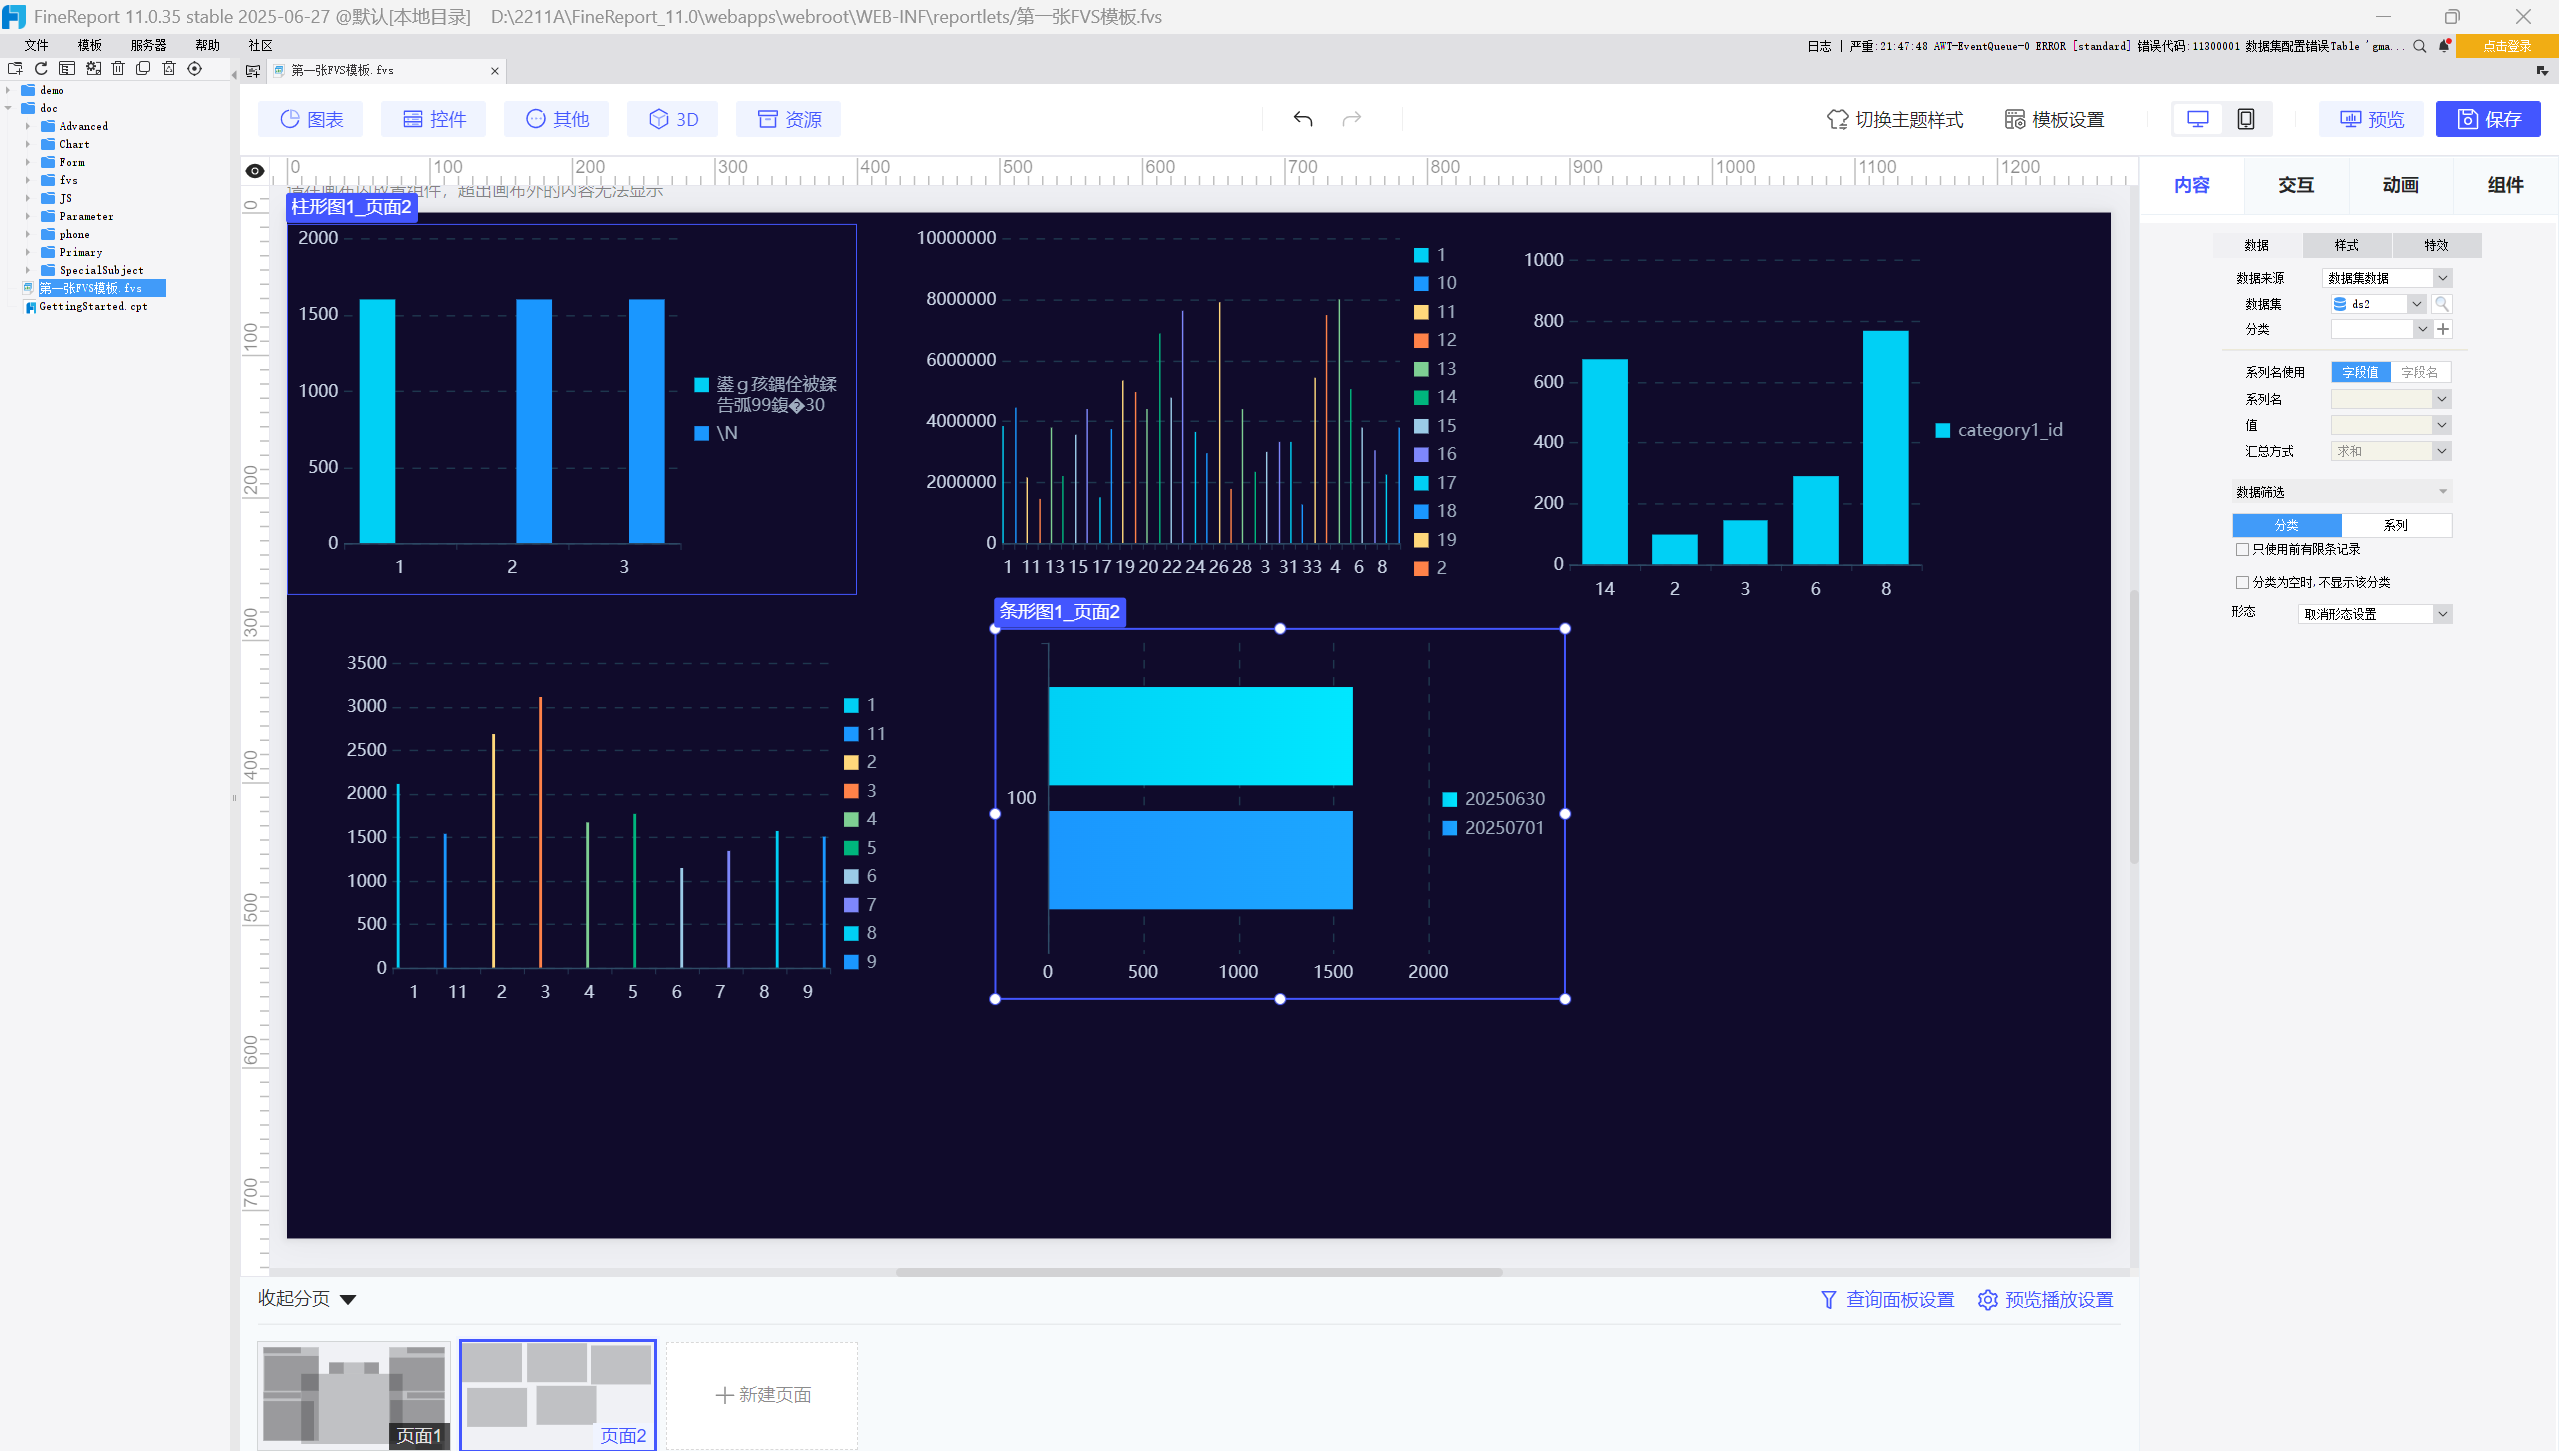 FineReport 11.0.35 stable 2025-06-27 @默认[本地目录] D:\2211A\FineReport_11.0\webapps\webroot\WEB-INF\reportlets/第一张FVS模板.fvs
文件 模板 服务器 帮助 社区
日志 | 严重:21:47:48 AWT-EventQueue-0 ERROR [standard] 错误代码:11300001 数据集配置错误Table 'gma... 点击登录
第一张FVS模板.fvs
demo
doc
Advanced
Chart
Form
fvs
JS
Parameter
phone
Primary
SpecialSubject
第一张FVS模板.fvs
GettingStarted.cpt
图表 控件 其他 3D 资源
切换主题样式 模板设置 预览 保存
0 100 200 300 400 500 600 700 800 900 1000 1100 1200
0
100
200
300
400
500
600
700
请在画布内放置组件，超出画布外的内容无法显示
柱形图1_页面2
2000
1500
1000
500
0
1 2 3
告弧99鍑�30
\N
10000000
8000000
6000000
4000000
2000000
0
1 11 13 15 17 19 20 22 24 26 28 3 31 33 4 6 8
1
10
11
12
13
14
15
16
17
18
19
2
1000
800
600
400
200
0
14 2 3 6 8
category1_id
3500
3000
2500
2000
1500
1000
500
0
1 11 2 3 4 5 6 7 8 9
1
11
2
3
4
5
6
7
8
9
条形图1_页面2
100
0 500 1000 1500 2000
20250630
20250701
内容 交互 动画 组件
数据 样式 特效
数据来源 数据集数据
数据集 ds2
分类
系列名使用 字段值 字段名
系列名
值
汇总方式 求和
数据筛选
分类 系列
只使用前有限条记录
分类为空时,不显示该分类
形态 取消形态设置
收起分页
查询面板设置 预览播放设置
页面1
页面2
新建页面